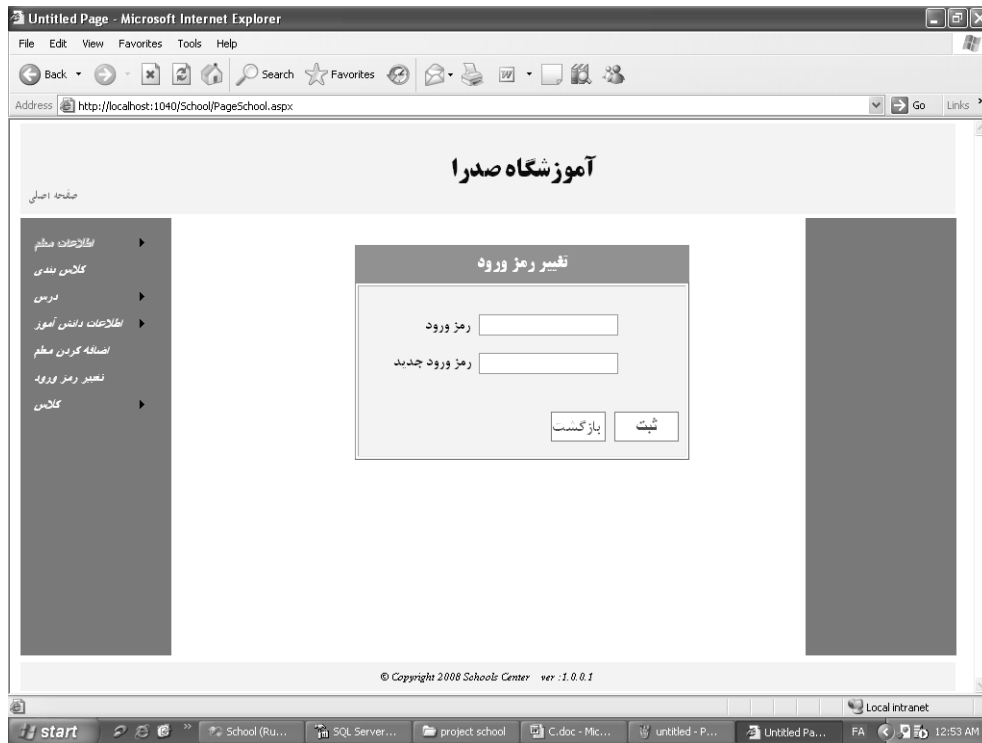 Untitled Page - Microsoft Internet Explorer
File Edit View Favorites Tools Help
Back Search Favorites
Address http://localhost:1040/School/PageSchool.aspx Go Links
آموزشگاه صدرا
صفحه اصلی
اطلاعات معلم
کلاس بندی
درس
اطلاعات دانش آموز
اضافه کردن معلم
تغییر رمز ورود
کلاس
تغییر رمز ورود
رمز ورود
رمز ورود جدید
بازگشت ثبت
© Copyright 2008 Schools Center ver :1.0.0.1
Local intranet
start School (Ru... SQL Server... project school C.doc - Mic... untitled - P... Untitled Pa... FA 12:53 AM